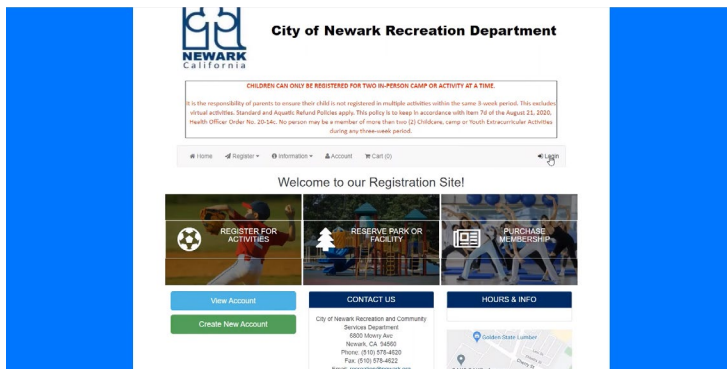 City of Newark Recreation Department
NEWARK
California
CHILDREN CAN ONLY BE REGISTERED FOR TWO IN-PERSON CAMP OR ACTIVITY AT A TIME.
It is the responsibility of parents to ensure their child is not registered in multiple activities within the same 3-week period. This excludes
virtual activities. Standard and Aquatic Refund Policies apply. This policy is to keep in accordance with Item 7d of the August 21, 2020,
Health Officer Order No. 20-14c. No person may be a member of more than two (2) Childcare, camp or Youth Extracurricular Activities
during any three-week period.
Home Register Information Account Cart (0) Login
Welcome to our Registration Site!
REGISTER FOR
ACTIVITIES
RESERVE PARK OR
FACILITY
PURCHASE
MEMBERSHIP
View Account
Create New Account
CONTACT US
City of Newark Recreation and Community
Services Department
6800 Mowry Ave
Newark, CA 94560
Phone: (510) 578-4620
Fax: (510) 578-4622
HOURS & INFO
Golden State Lumber
Cherry St